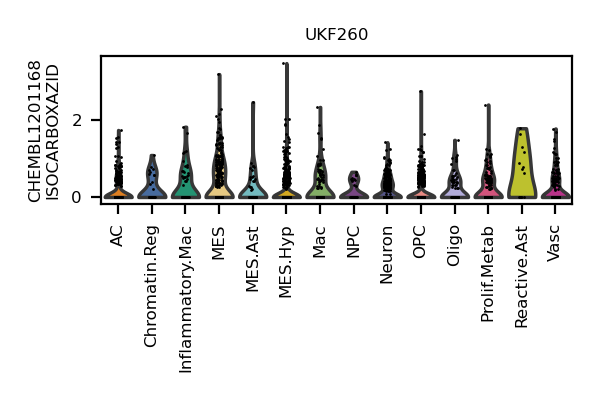 UKF260
CHEMBL1201168
ISOCARBOXAZID
2
0
AC
Chromatin.Reg
Inflammatory.Mac
MES
MES.Ast
MES.Hyp
Mac
NPC
Neuron
OPC
Oligo
Prolif.Metab
Reactive.Ast
Vasc